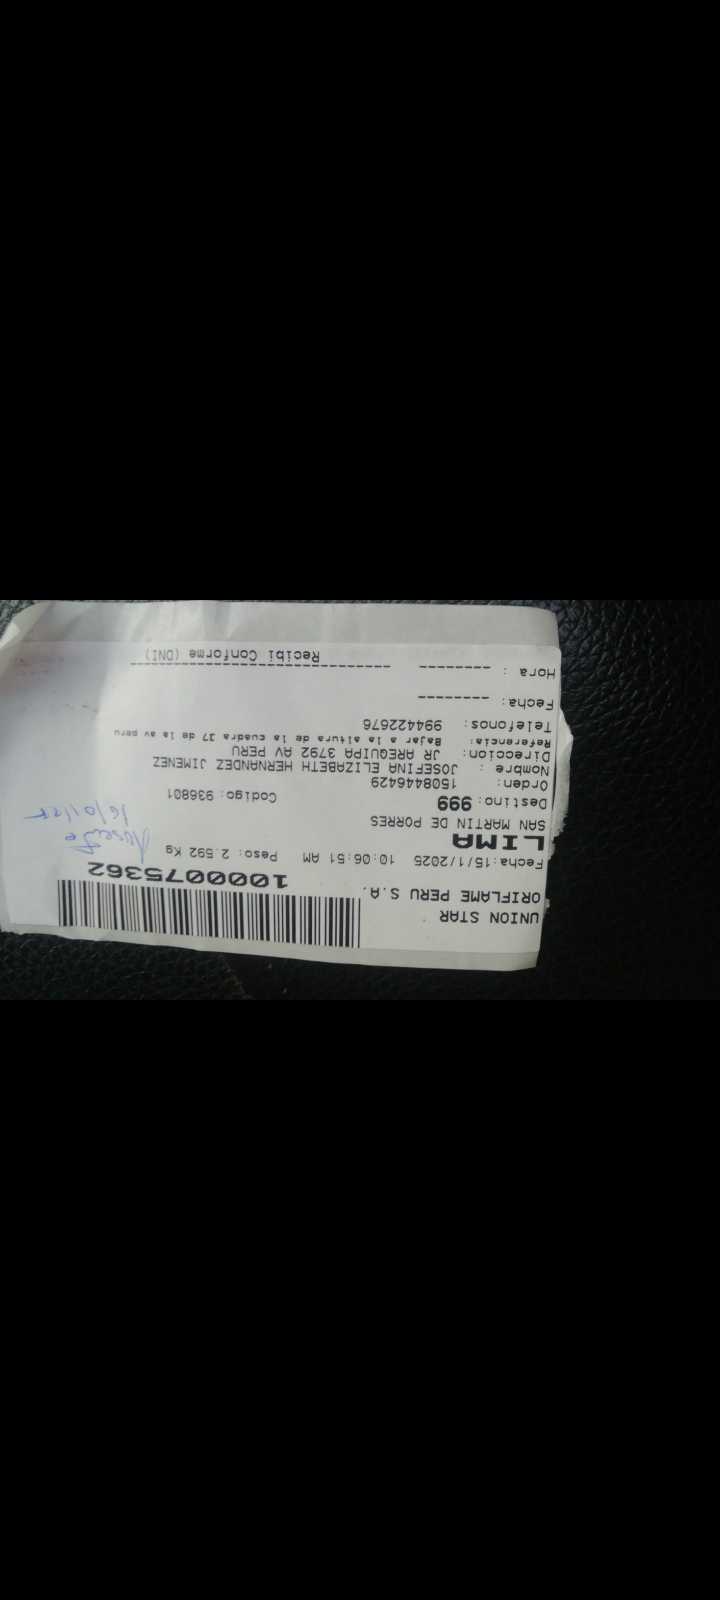 UNION STAR
ORIFLAME PERU S.A.
1000075362
Fecha:15/1/2025 10:06:51 AM Peso: 2.592 Kg
LIMA
SAN MARTIN DE PORRES
Destino: 999 Codigo: 936801
Orden: 1508446429
Nombre : JOSEFINA ELIZABETH HERNANDEZ JIMENEZ
Direccion: JR AREQUIPA 3792 AV PERU
Referencia: Bajar a la altura de la cuadra 37 de la av peru
Telefonos: 994422676
Fecha: -------
Hora : -------
Recibi Conforme (DNI)